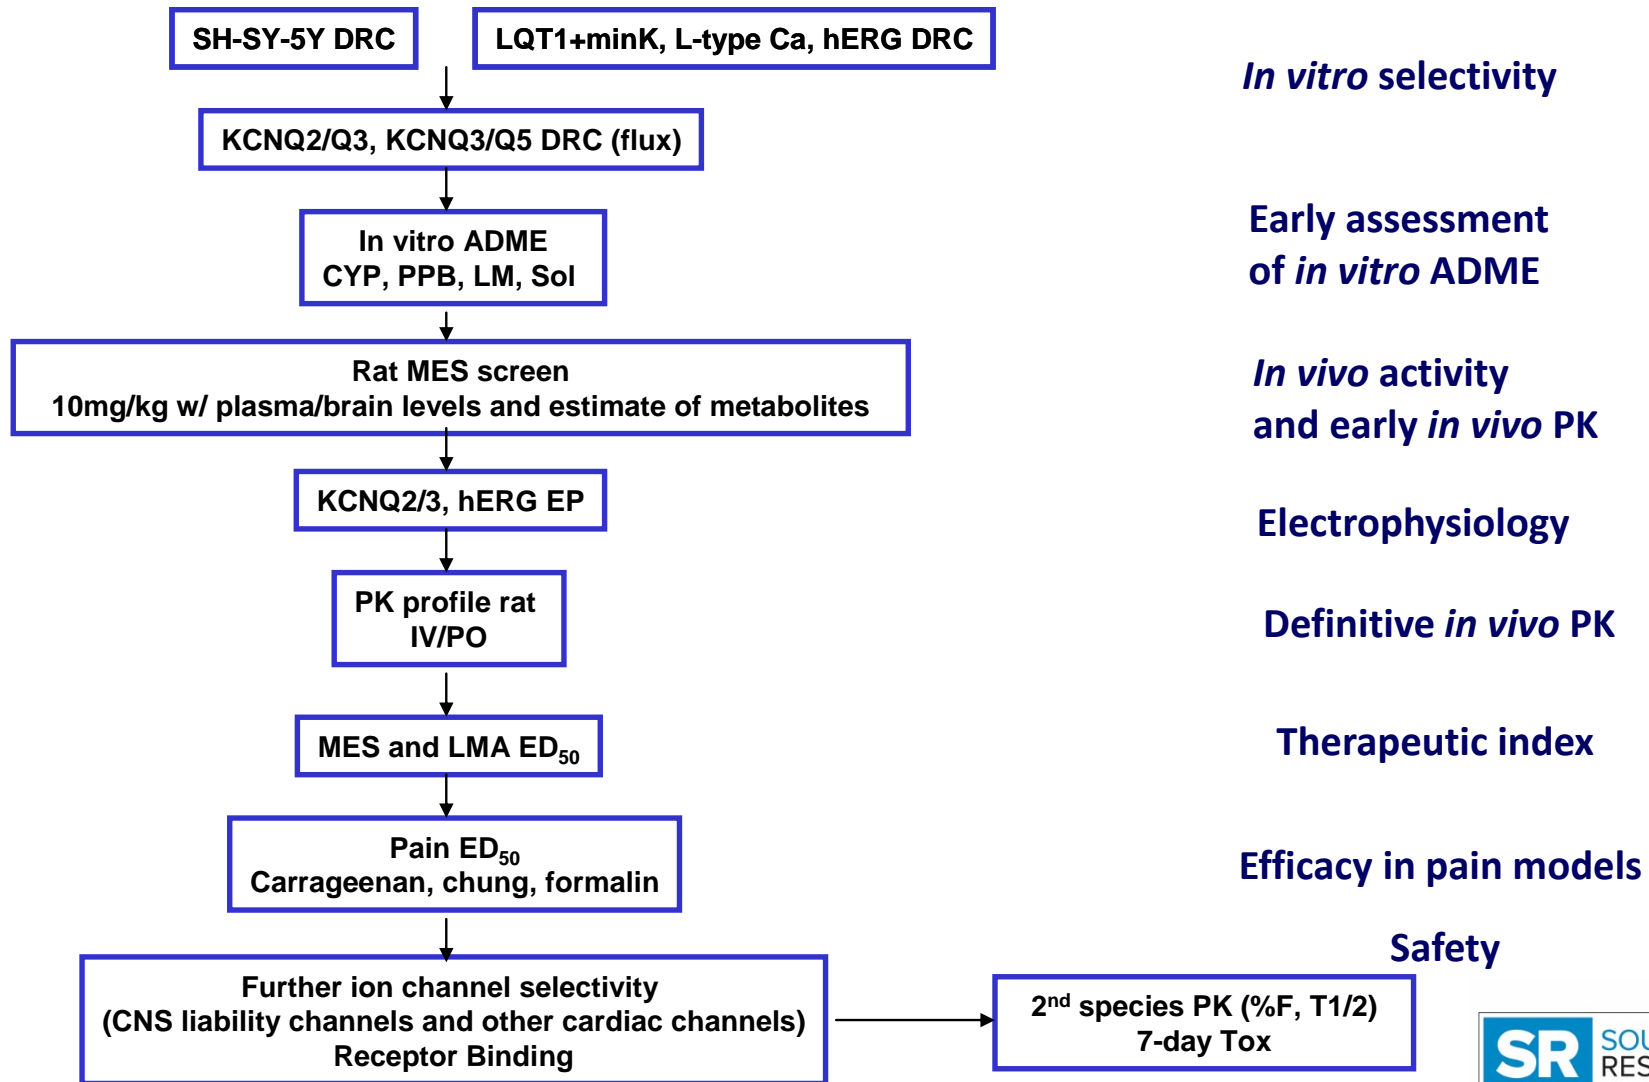 SH-SY-5Y DRC
LQT1+minK, L-type Ca, hERG DRC
In vitro selectivity
KCNQ2/Q3, KCNQ3/Q5 DRC (flux)
In vitro ADME
CYP, PPB, LM, Sol
Early assessment
of in vitro ADME
Rat MES screen
10mg/kg w/ plasma/brain levels and estimate of metabolites
In vivo activity
and early in vivo PK
KCNQ2/3, hERG EP
Electrophysiology
PK profile rat
IV/PO
Definitive in vivo PK
MES and LMA ED50
Therapeutic index
Pain ED50
Carrageenan, chung, formalin
Efficacy in pain models
Safety
Further ion channel selectivity
(CNS liability channels and other cardiac channels)
Receptor Binding
2nd species PK (%F, T1/2)
7-day Tox
SR